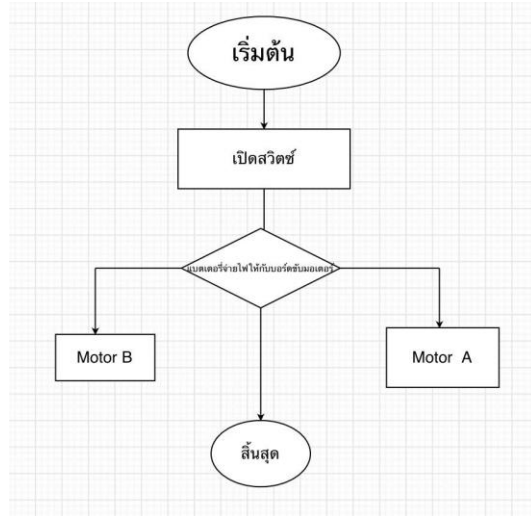 เริ่มต้น
เปิดสวิตซ์
แบตเตอรี่จ่ายไฟให้กับบอร์ดขับมอเตอร์
Motor B
Motor A
สิ้นสุด